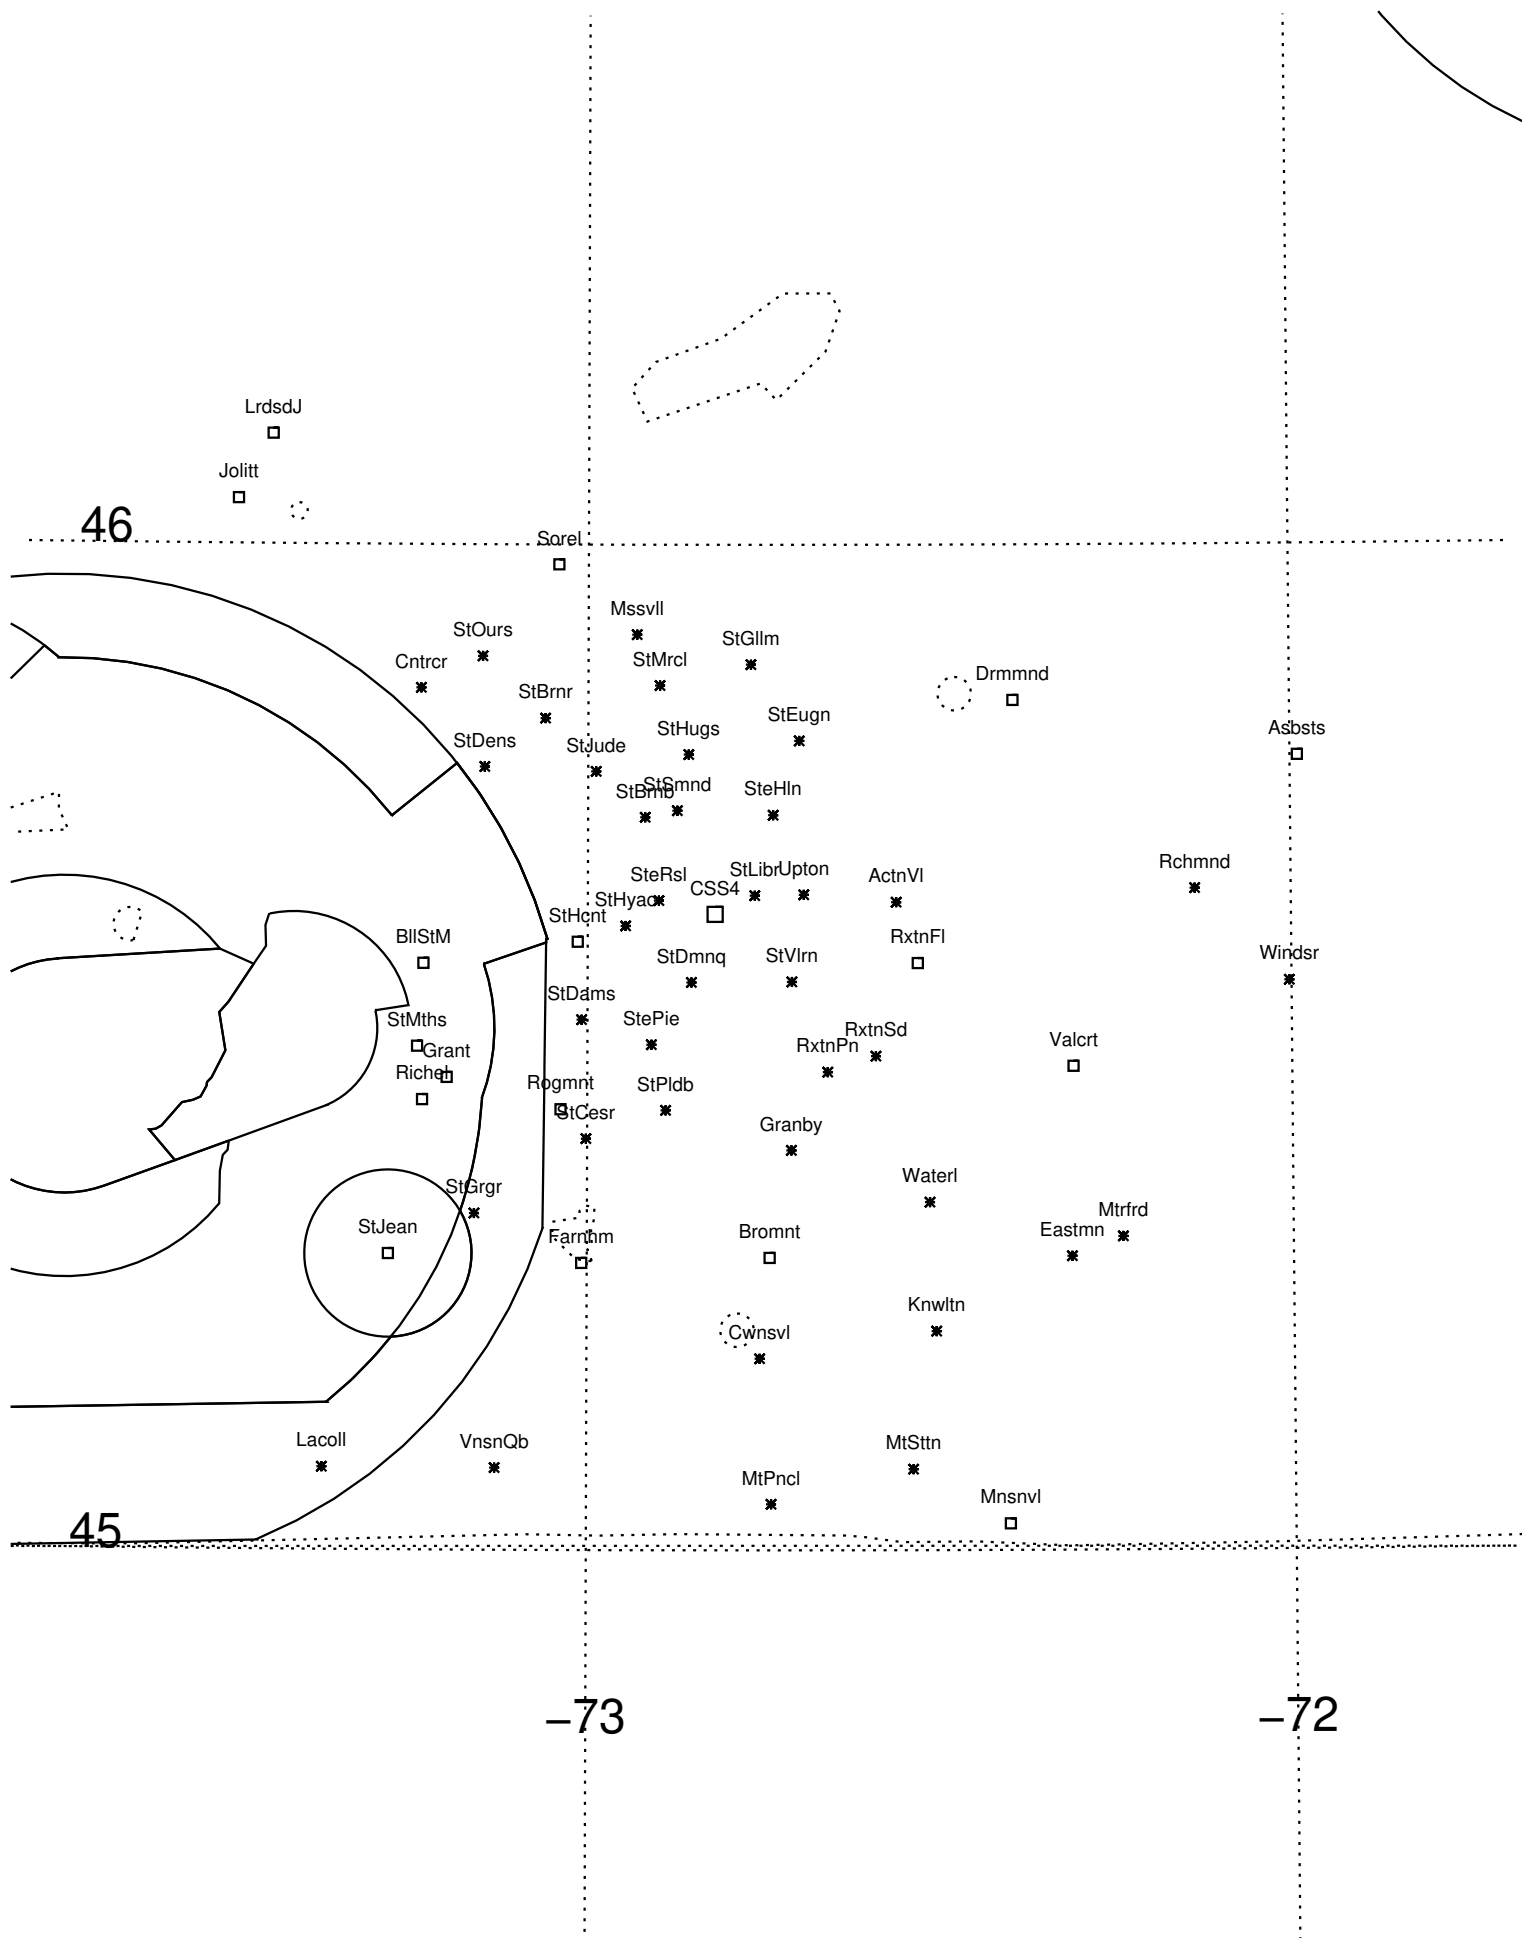 LrdsdJ
Jolitt
46
Sorel
Mssvll
StOurs
StGllm
Cntrcr
StMrcl
Drmmnd
StBrnr
StEugn
StHugs
Asbsts
StDens
StJude
StSmnd
StBrnb
SteHln
Rchmnd
StLibr
Upton
SteRsl
ActnVl
CSS4
StHyac
StHcnt
BllStM
RxtnFl
Windsr
StDmnq
StVlrn
StDams
StMths
StePie
RxtnSd
Valcrt
RxtnPn
Grant
Richel
Rogmnt
StPldb
StCesr
Granby
Waterl
StGrgr
Mtrfrd
StJean
Eastmn
Bromnt
Farnhm
Knwltn
Cwnsvl
Lacoll
VnsnQb
MtSttn
MtPncl
Mnsnvl
45
−73
−72